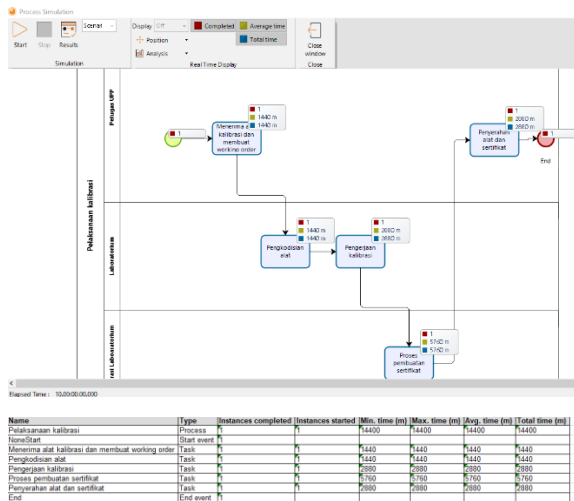 Process Simulation
Scenari
Display Off
Completed
Average time
Position
Total time
Analysis
Start
Stop
Results
Close window
Simulation
Real Time Display
Close
Pelaksanaan kalibrasi
Petugas UPP
1
1
1440 m
1440 m
Menerima a
kalibrasi dan
membuat
working order
1
2880 m
2880 m
1
Penyerahan
alat dan
sertifikat
End
Laboratorium
1
1440 m
1440 m
Pengkodisian
alat
1
2880 m
2880 m
Pengerjaan
kalibrasi
Laboratorium
1
5760 m
5760 m
Proses
pembuatan
sertifikat
Elapsed Time : 10.00:00:00,000
Name Type Instances completed Instances started Min. time (m) Max. time (m) Avg. time (m) Total time (m)
Pelaksanaan kalibrasi Process 1 1 14400 14400 14400 14400
NoneStart Start event 1
Menerima alat kalibrasi dan membuat working order Task 1 1 1440 1440 1440 1440
Pengkodisian alat Task 1 1 1440 1440 1440 1440
Pengerjaan kalibrasi Task 1 1 2880 2880 2880 2880
Proses pembuatan sertifikat Task 1 1 5760 5760 5760 5760
Penyerahan alat dan sertifikat Task 1 1 2880 2880 2880 2880
End End event 1